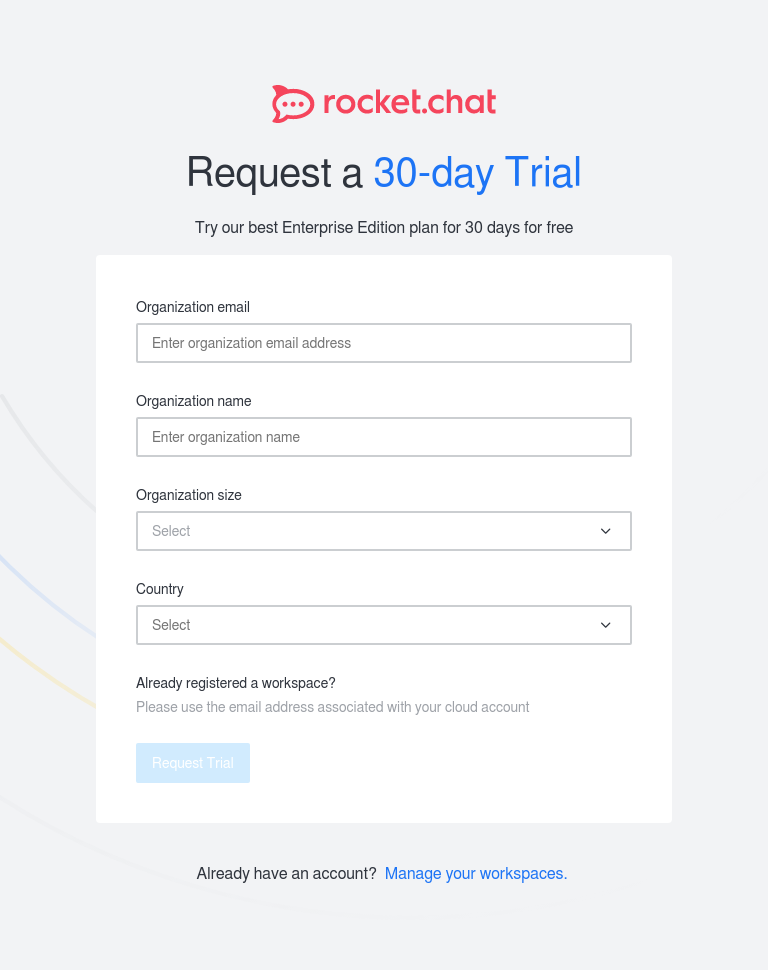 rocket.chat
Request a 30-day Trial
Try our best Enterprise Edition plan for 30 days for free
Organization email
Enter organization email address
Organization name
Enter organization name
Organization size
Select
Country
Select
Already registered a workspace?
Please use the email address associated with your cloud account
Request Trial
Already have an account? Manage your workspaces.